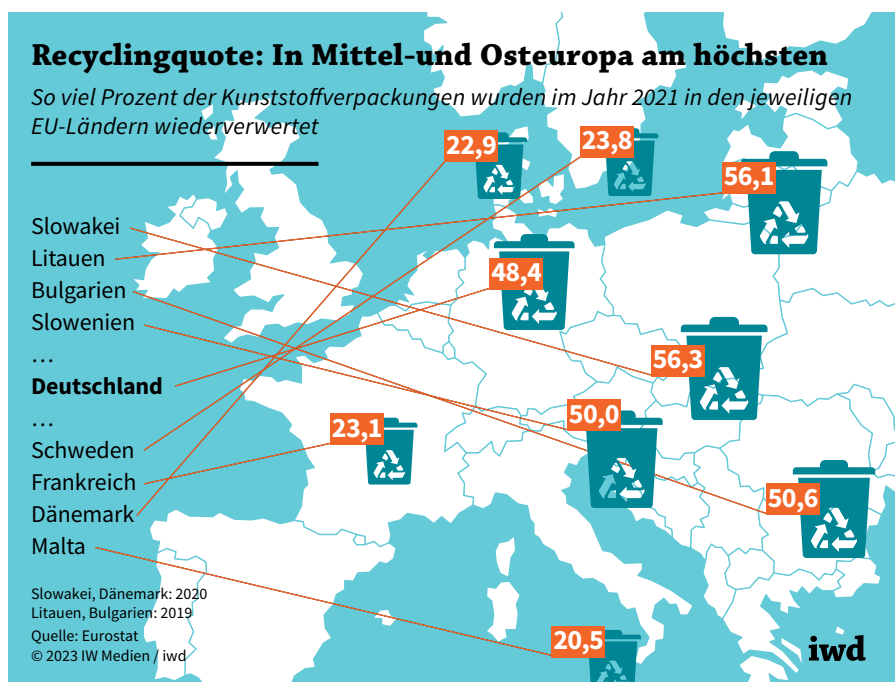 Recyclingquote: In Mittel-und Osteuropa am höchsten
So viel Prozent der Kunststoffverpackungen wurden im Jahr 2021 in den jeweiligen
EU-Ländern wiederverwertet
22,9
23,8
56,1
Slowakei
Litauen
Bulgarien
48,4
Slowenien
...
56,3
Deutschland
50,0
...
23,1
Schweden
Frankreich
50,6
Dänemark
Malta
Slowakei, Dänemark: 2020
Litauen, Bulgarien: 2019
Quelle: Eurostat
20,5
© 2023 IW Medien / iwd
iwd